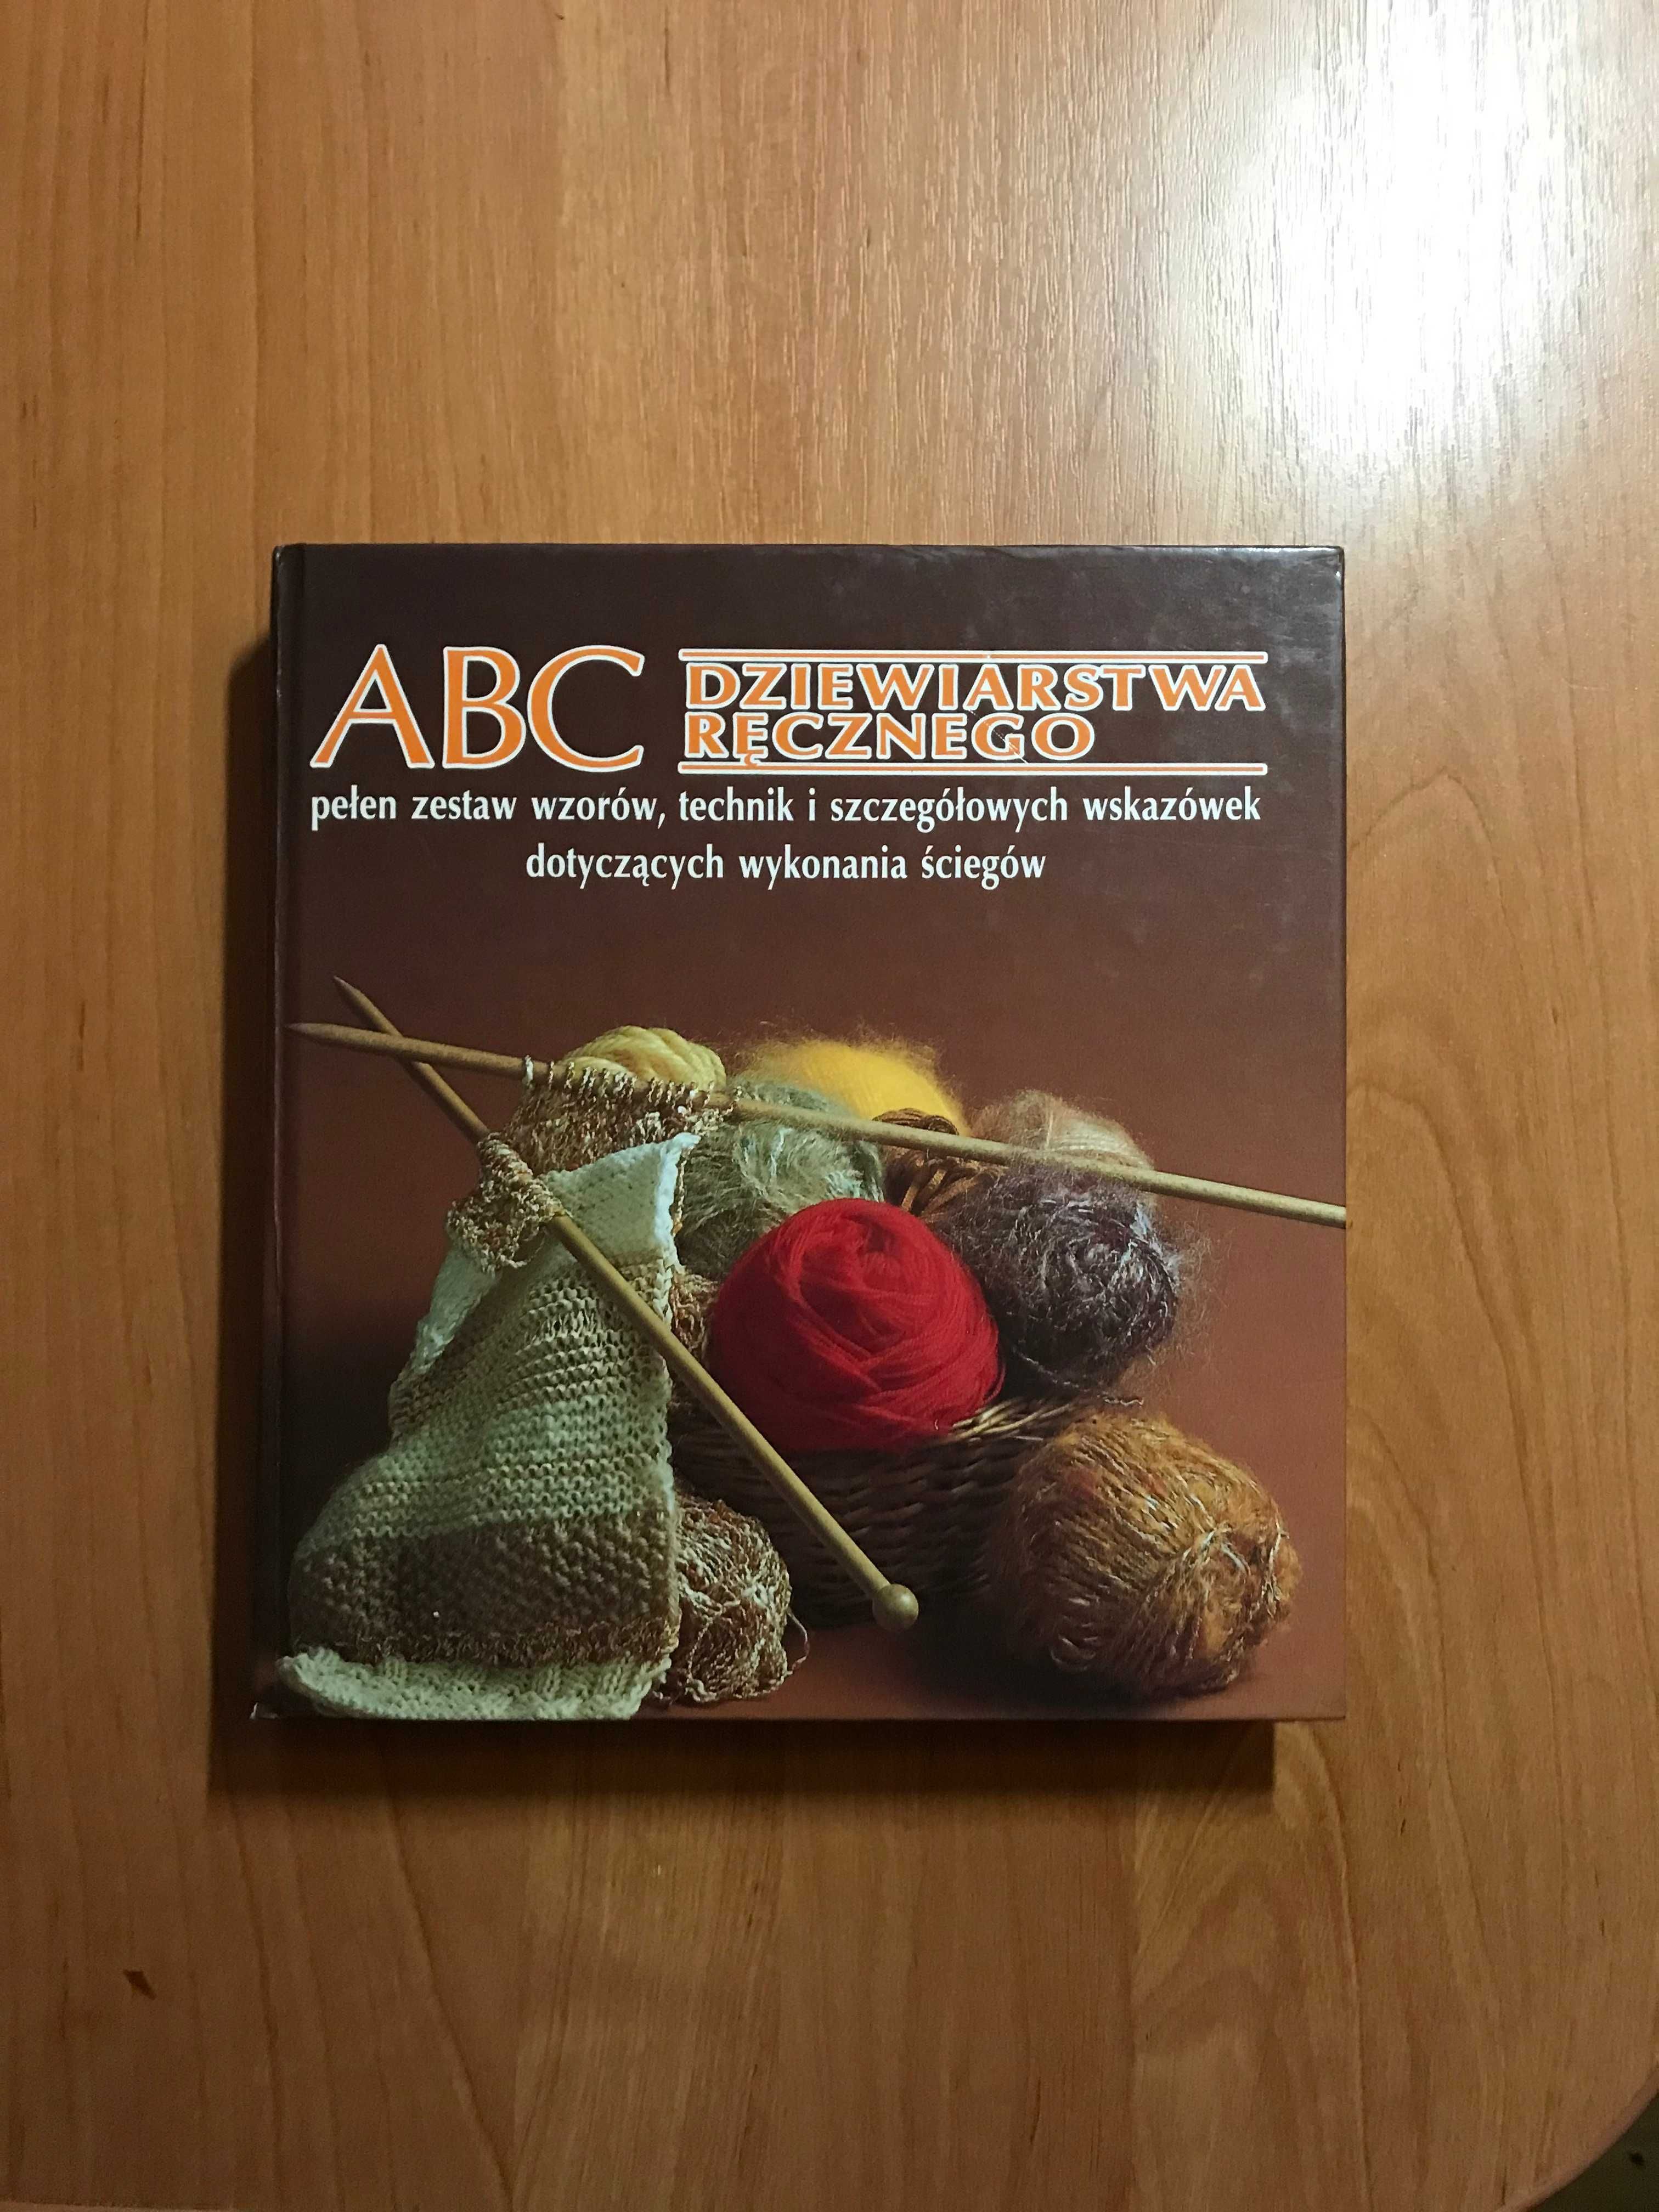 ABC DZIEWIARSTWA
RĘCZNEGO
pełen zestaw wzorów, technik i szczegółowych wskazówek
dotyczących wykonania ściegów